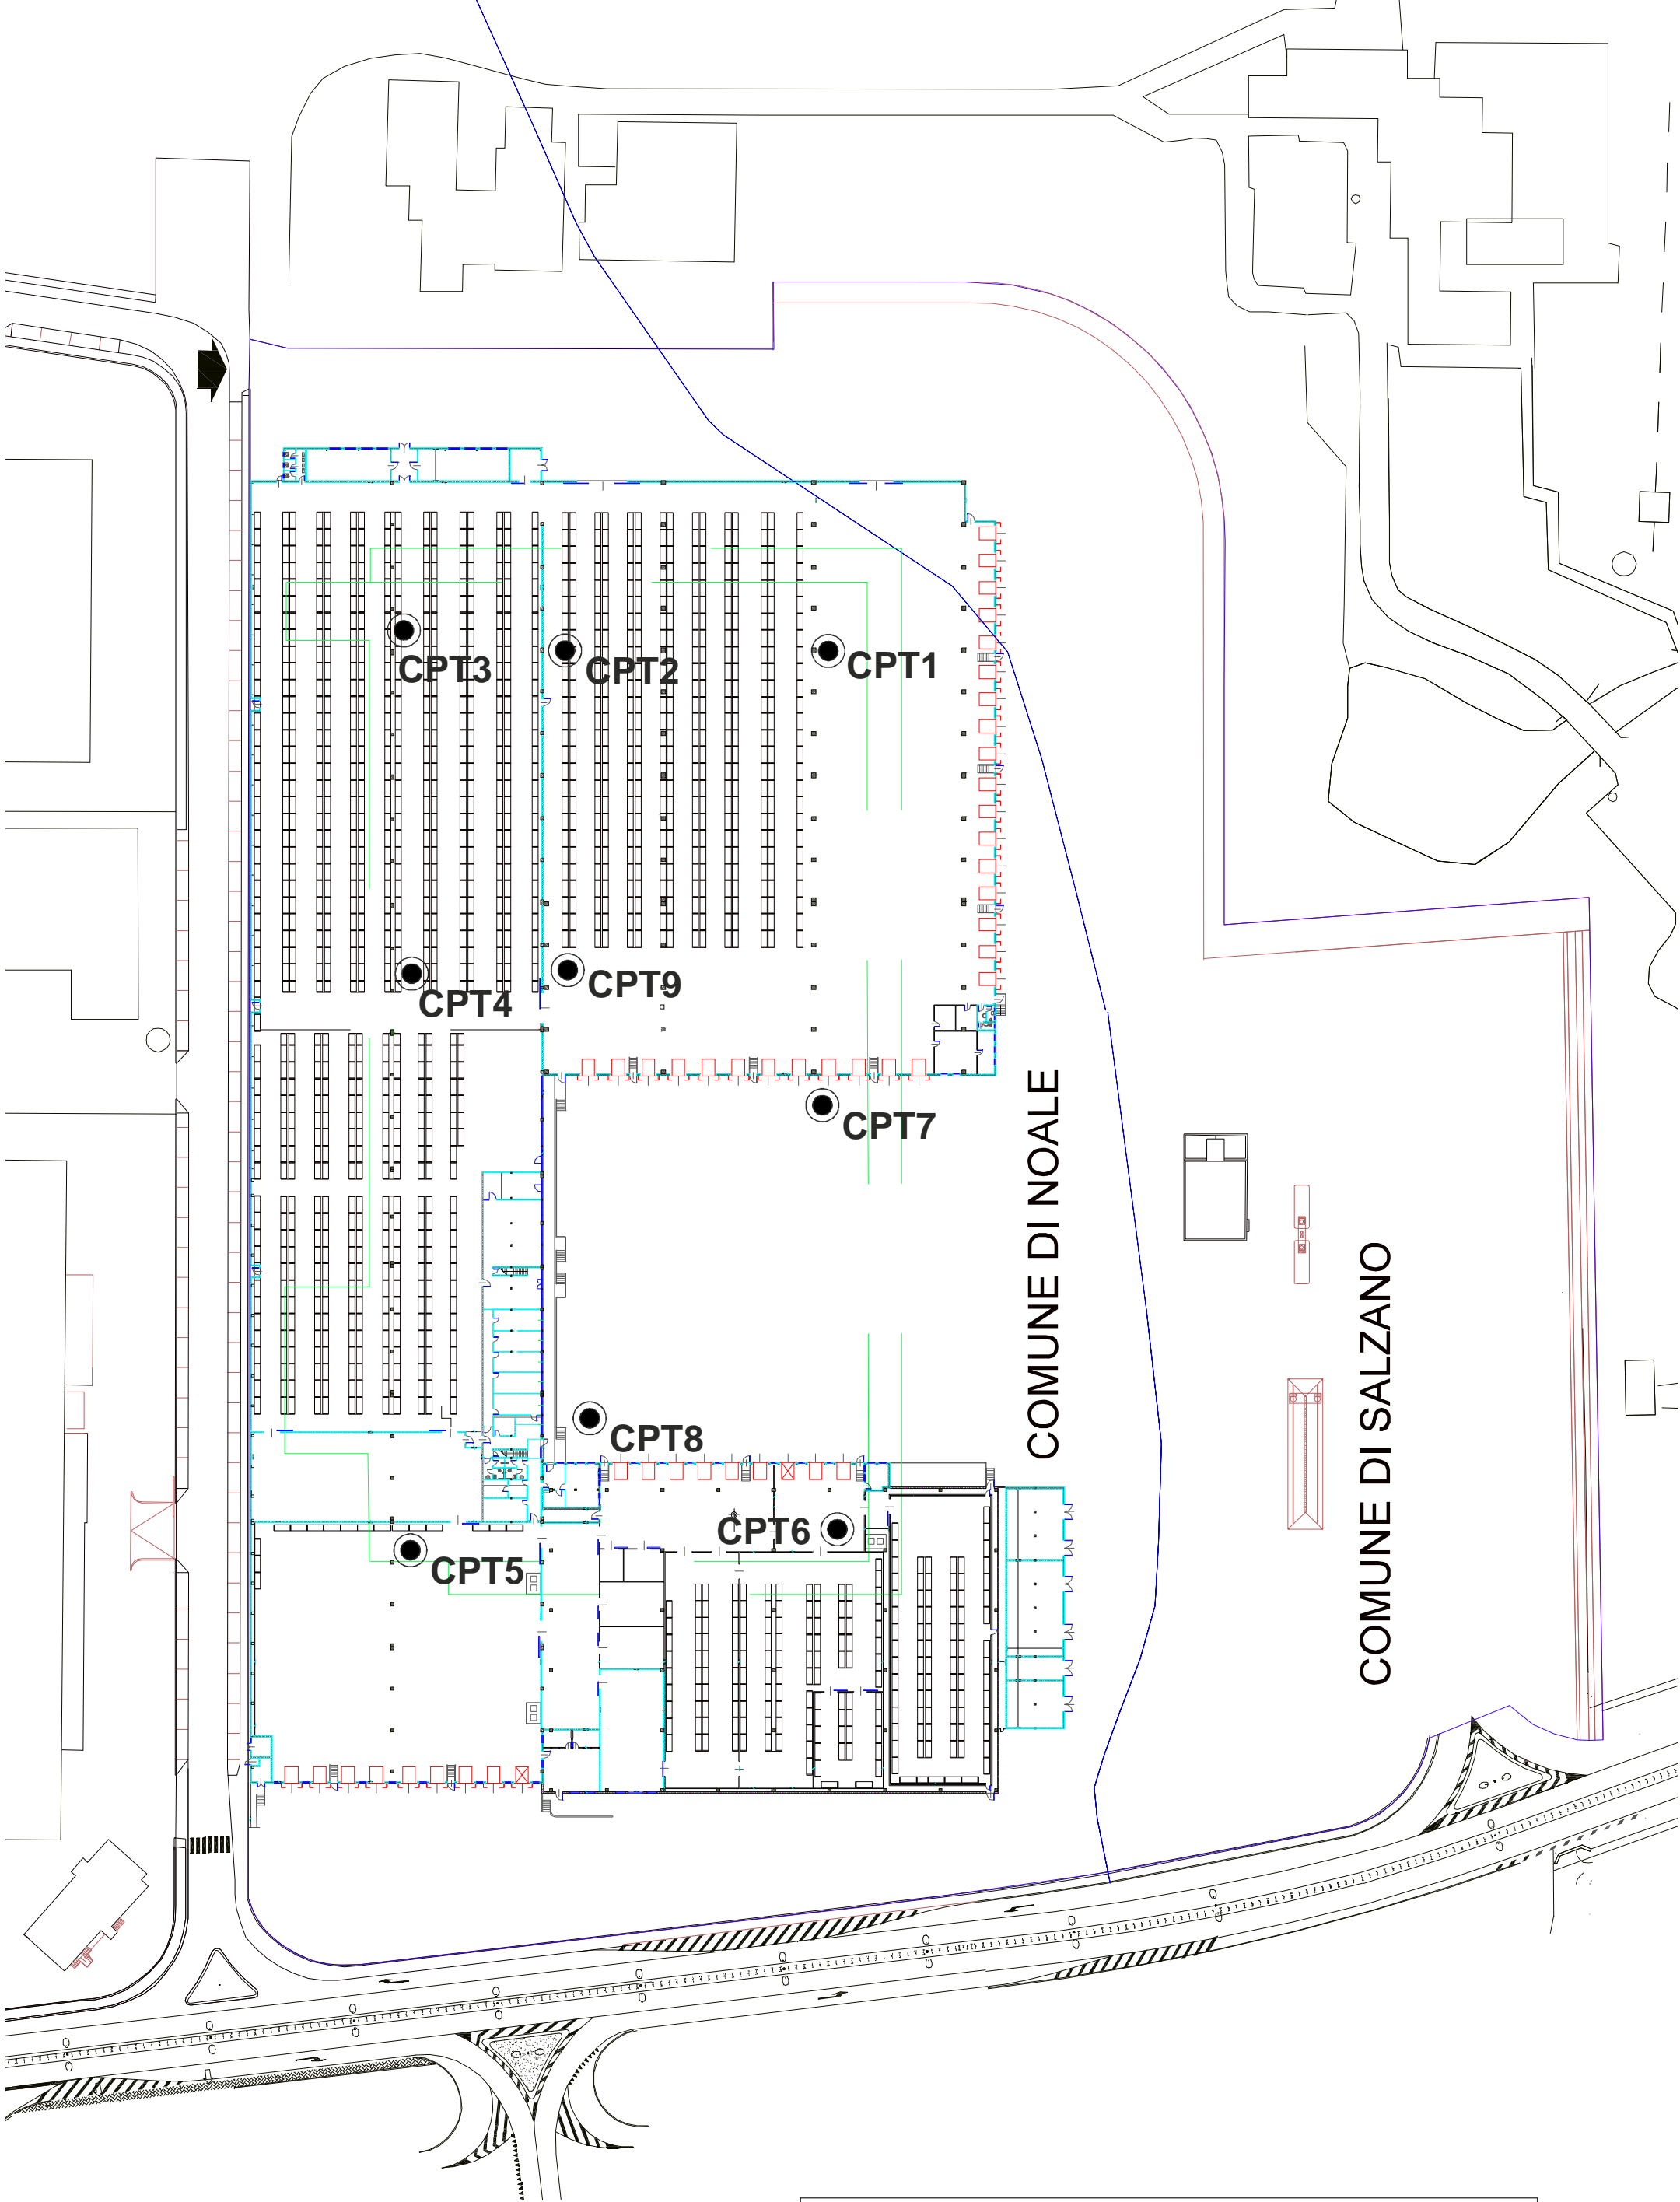 CPT3
CPT2
CPT1
CPT4
CPT9
CPT7
COMUNE DI NOALE
COMUNE DI SALZANO
CPT8
CPT6
CPT5